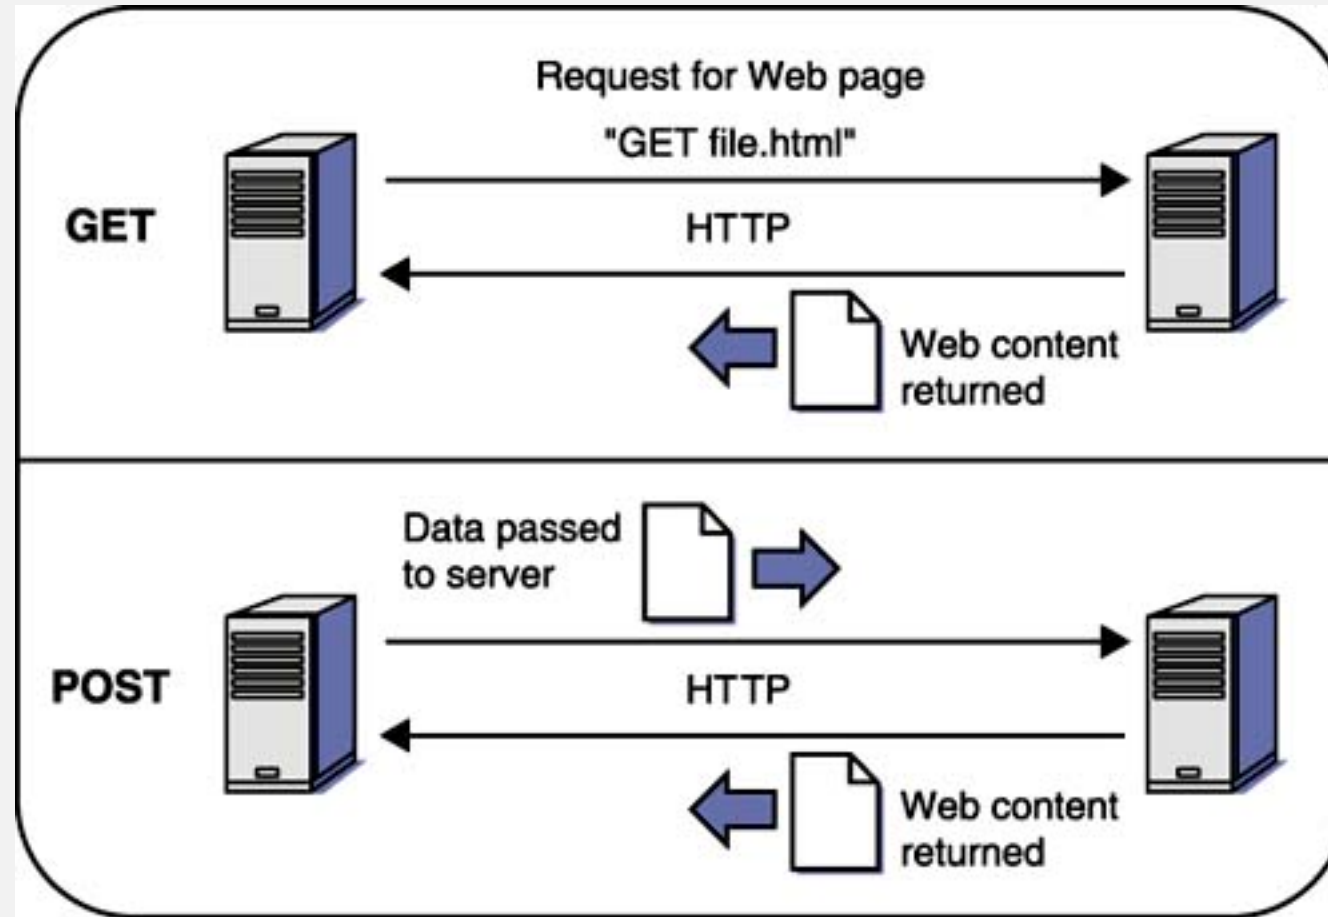 Request for Web page
"GET file.html"
GET
HTTP
Web content
returned
Data passed
to server
POST
HTTP
Web content
returned